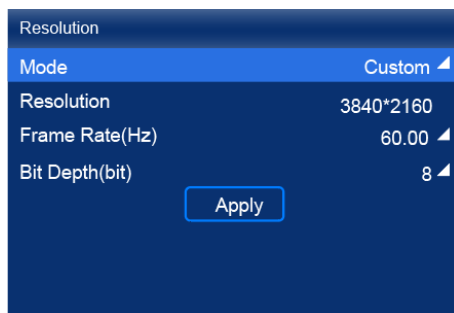 Resolution
Mode Custom
Resolution 3840*2160
Frame Rate(Hz) 60.00
Bit Depth(bit) 8
Apply